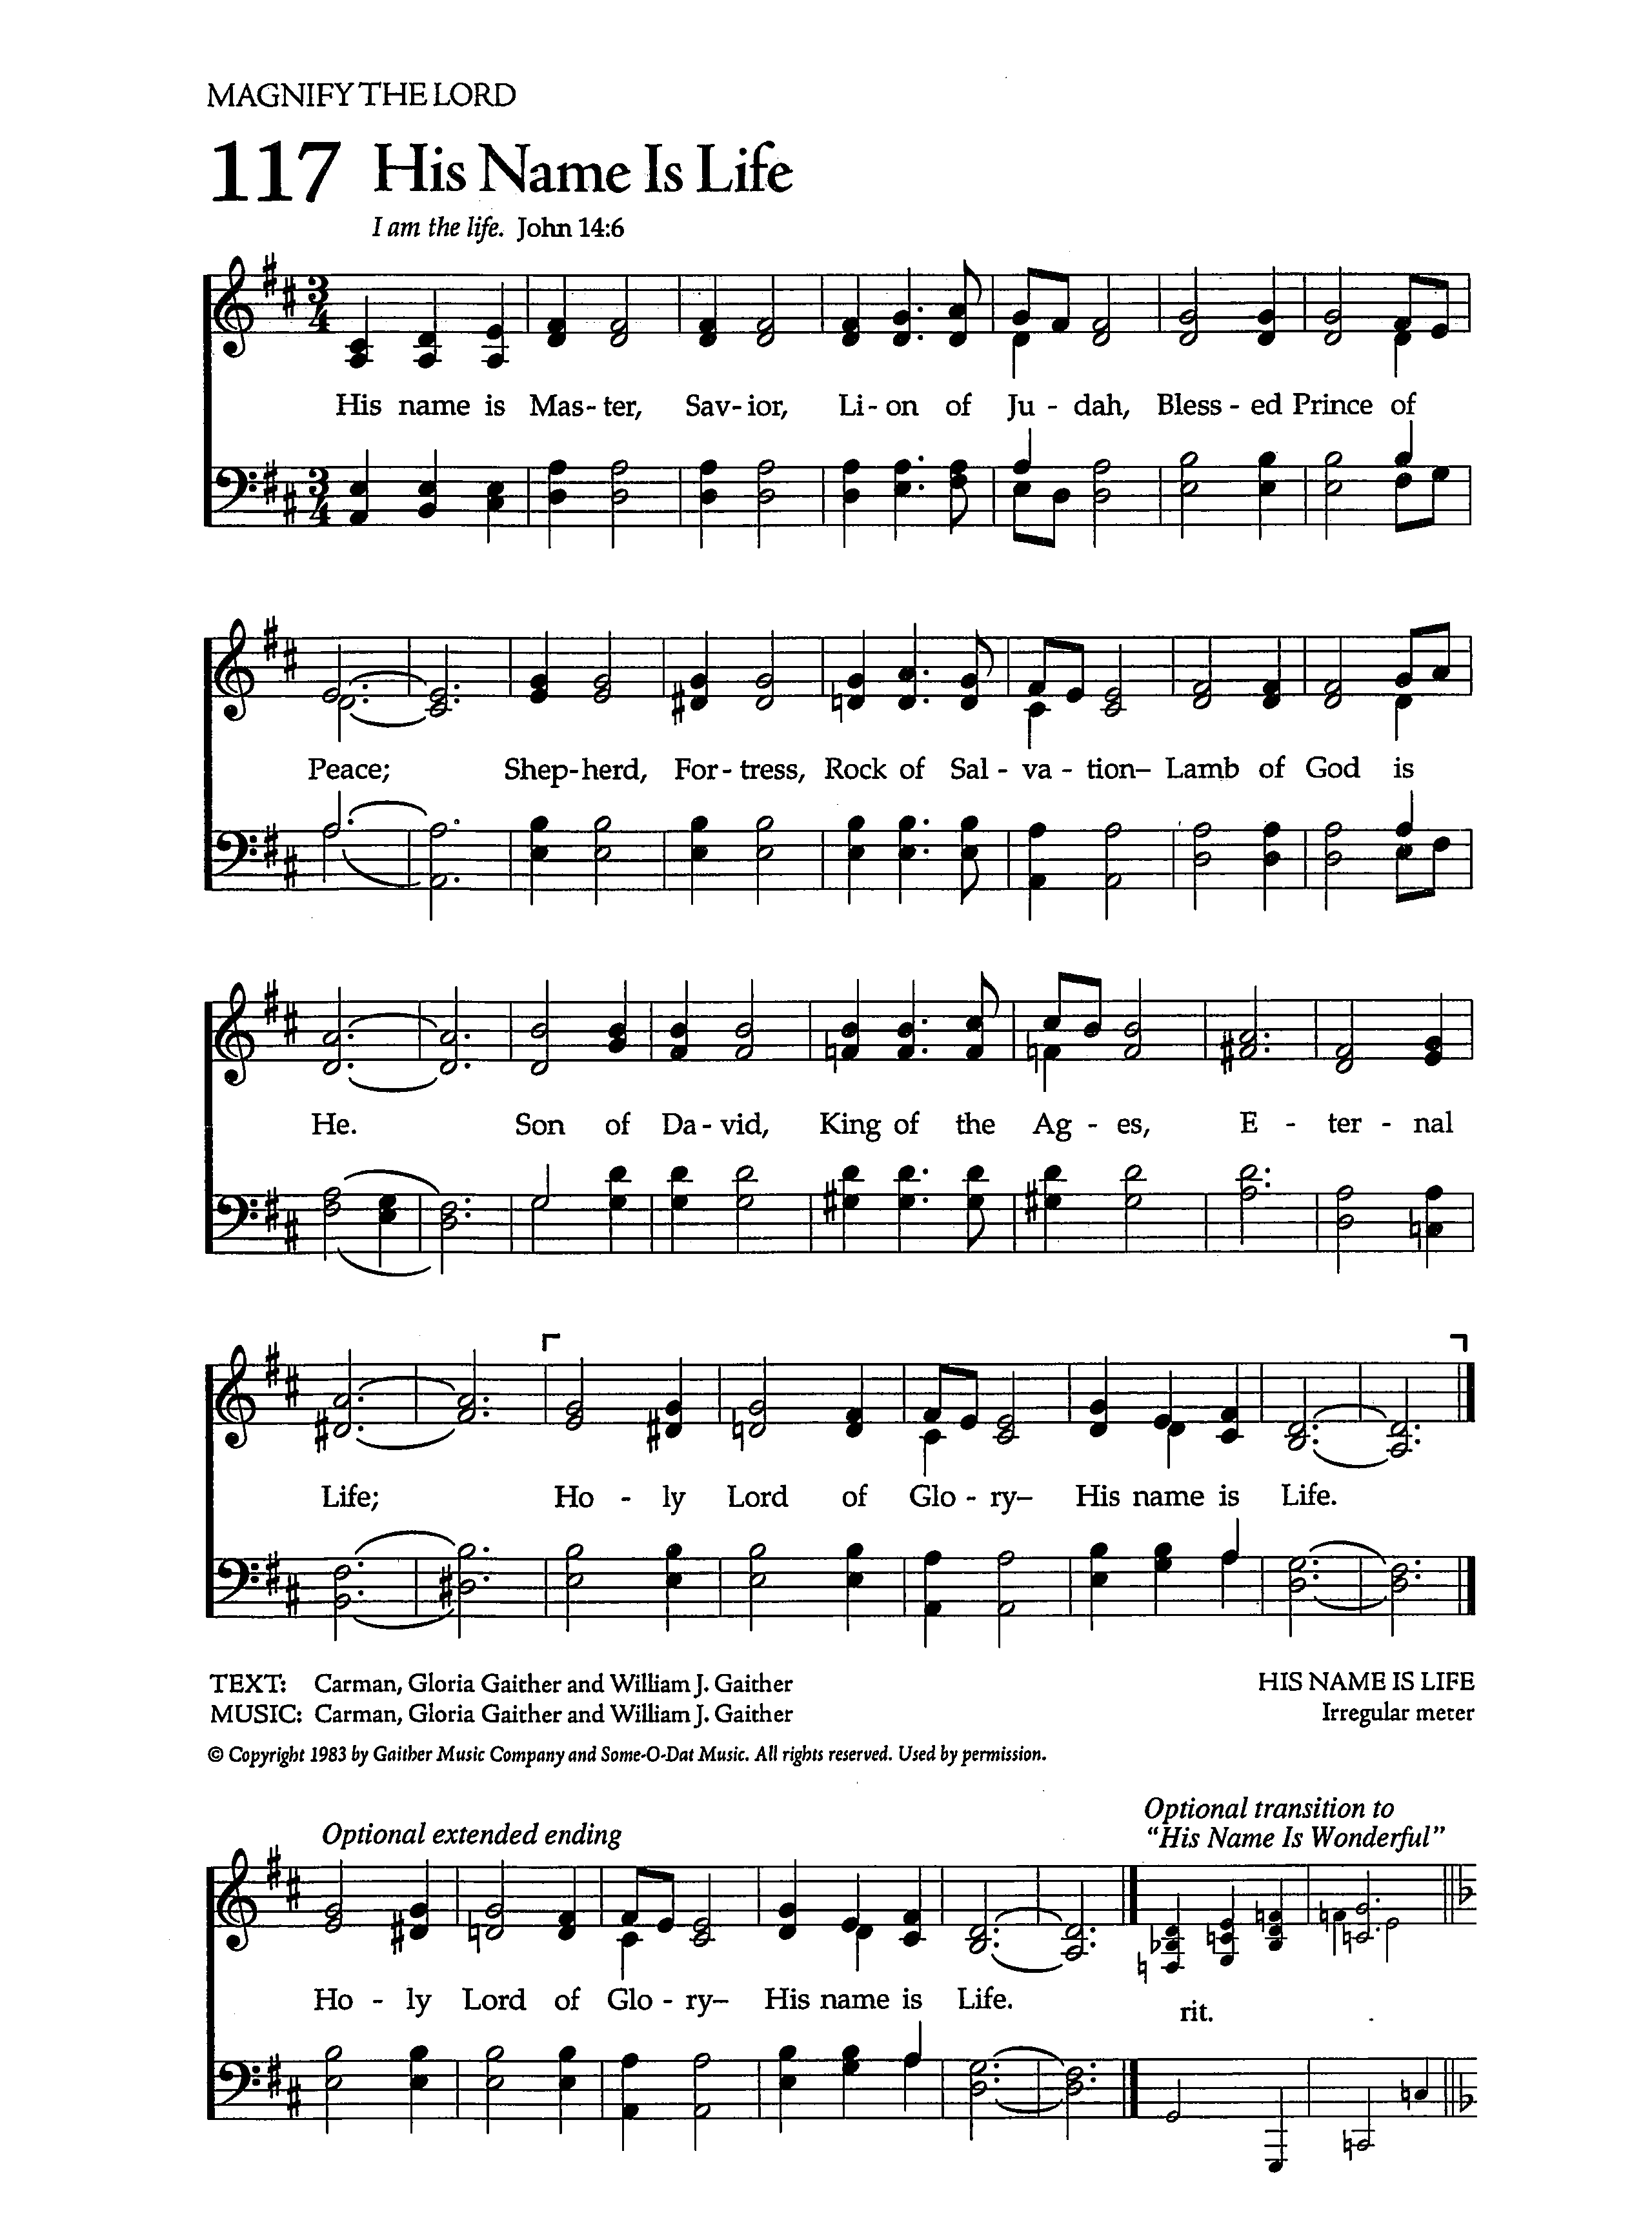 MAGNIFY THE LORD
117 His Name Is Life
I am the life. John 14:6
His name is Mas- ter, Sav- ior, Li- on of Ju - dah, Bless - ed Prince of
Peace; Shep- herd, For- tress, Rock of Sal - va - tion– Lamb of God is
He. Son of Da- vid, King of the Ag - es, E - ter - nal
Life; Ho - ly Lord of Glo - ry– His name is Life.
TEXT: Carman, Gloria Gaither and William J. Gaither HIS NAME IS LIFE
MUSIC: Carman, Gloria Gaither and William J. Gaither Irregular meter
© Copyright 1983 by Gaither Music Company and Some-O-Dat Music. All rights reserved. Used by permission.
Optional transition to
Optional extended ending "His Name Is Wonderful"
Ho - ly Lord of Glo - ry– His name is Life. rit.